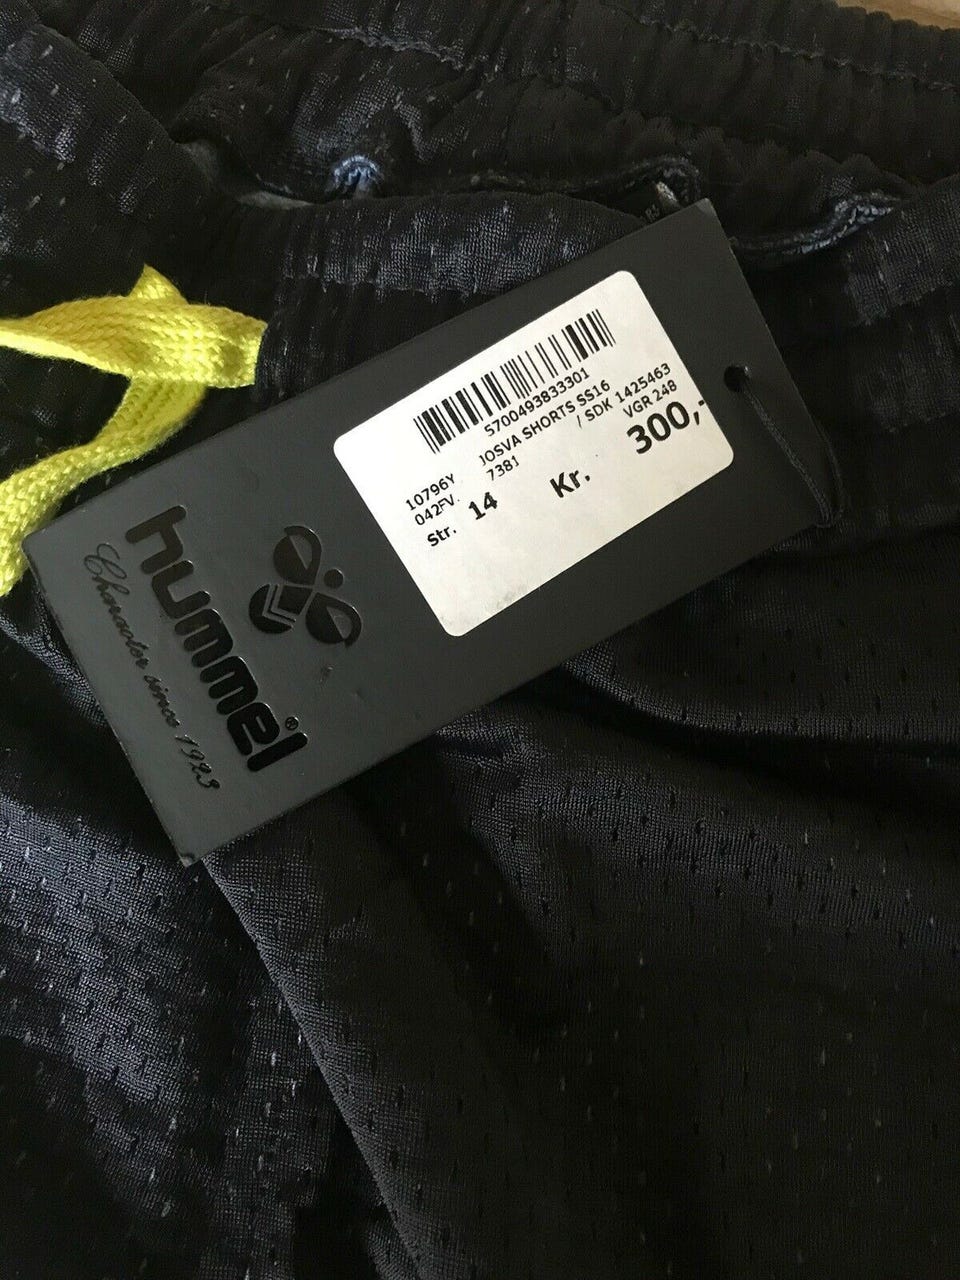 5700493833301
10796Y JOSVA SHORTS SS16
042FV. 7381 / SDK 1425463
VGR 248
Str. 14 Kr. 300,-
hummel®
Character since 1923